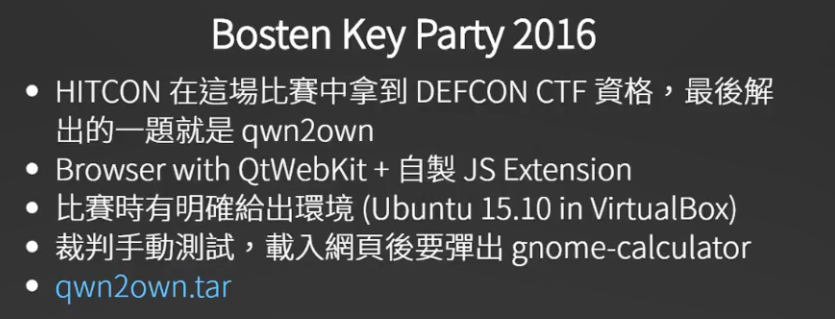 Bosten Key Party 2016
• HITCON 在這場比賽中拿到 DEFCON CTF 資格，最後解
出的一題就是 qwn2own
• Browser with QtWebKit + 自製 JS Extension
• 比賽時有明確給出環境 (Ubuntu 15.10 in VirtualBox)
• 裁判手動測試，載入網頁後要彈出 gnome-calculator
• qwn2own.tar